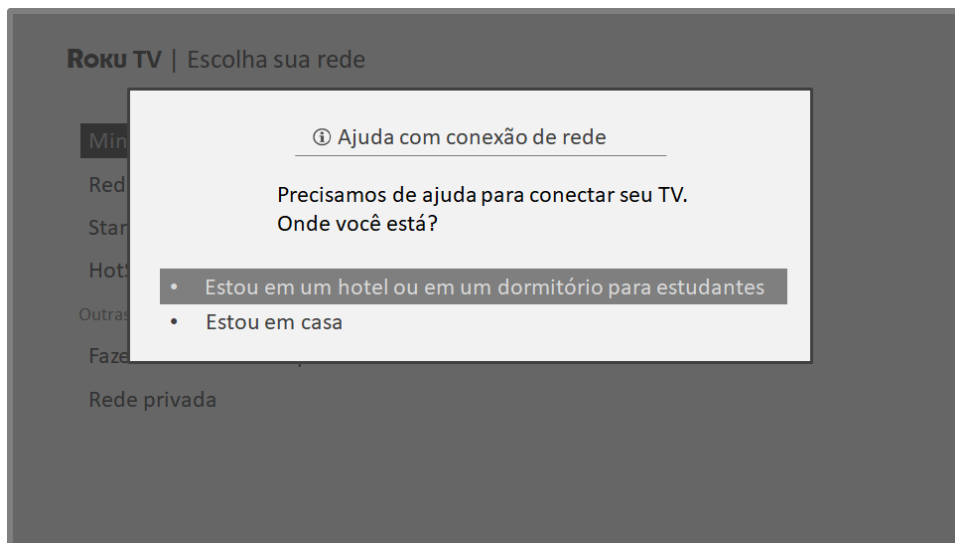 ROKU TV | Escolha sua rede
ⓘ Ajuda com conexão de rede
Precisamos de ajuda para conectar seu TV.
Onde você está?
• Estou em um hotel ou em um dormitório para estudantes
• Estou em casa
Outras
Rede privada